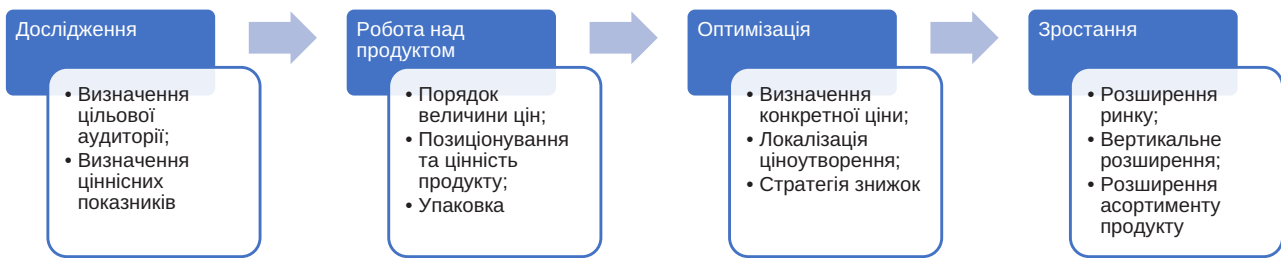 Дослідження
• Визначення
цільової
аудиторії;
• Визначення
ціннісних
показників
Робота над
продуктом
• Порядок
величини цін;
• Позиціонування
та цінність
продукту;
• Упаковка
Оптимізація
• Визначення
конкретної ціни;
• Локалізація
ціноутворення;
• Стратегія знижок
Зростання
• Розширення
ринку;
• Вертикальне
розширення;
• Розширення
асортименту
продукту